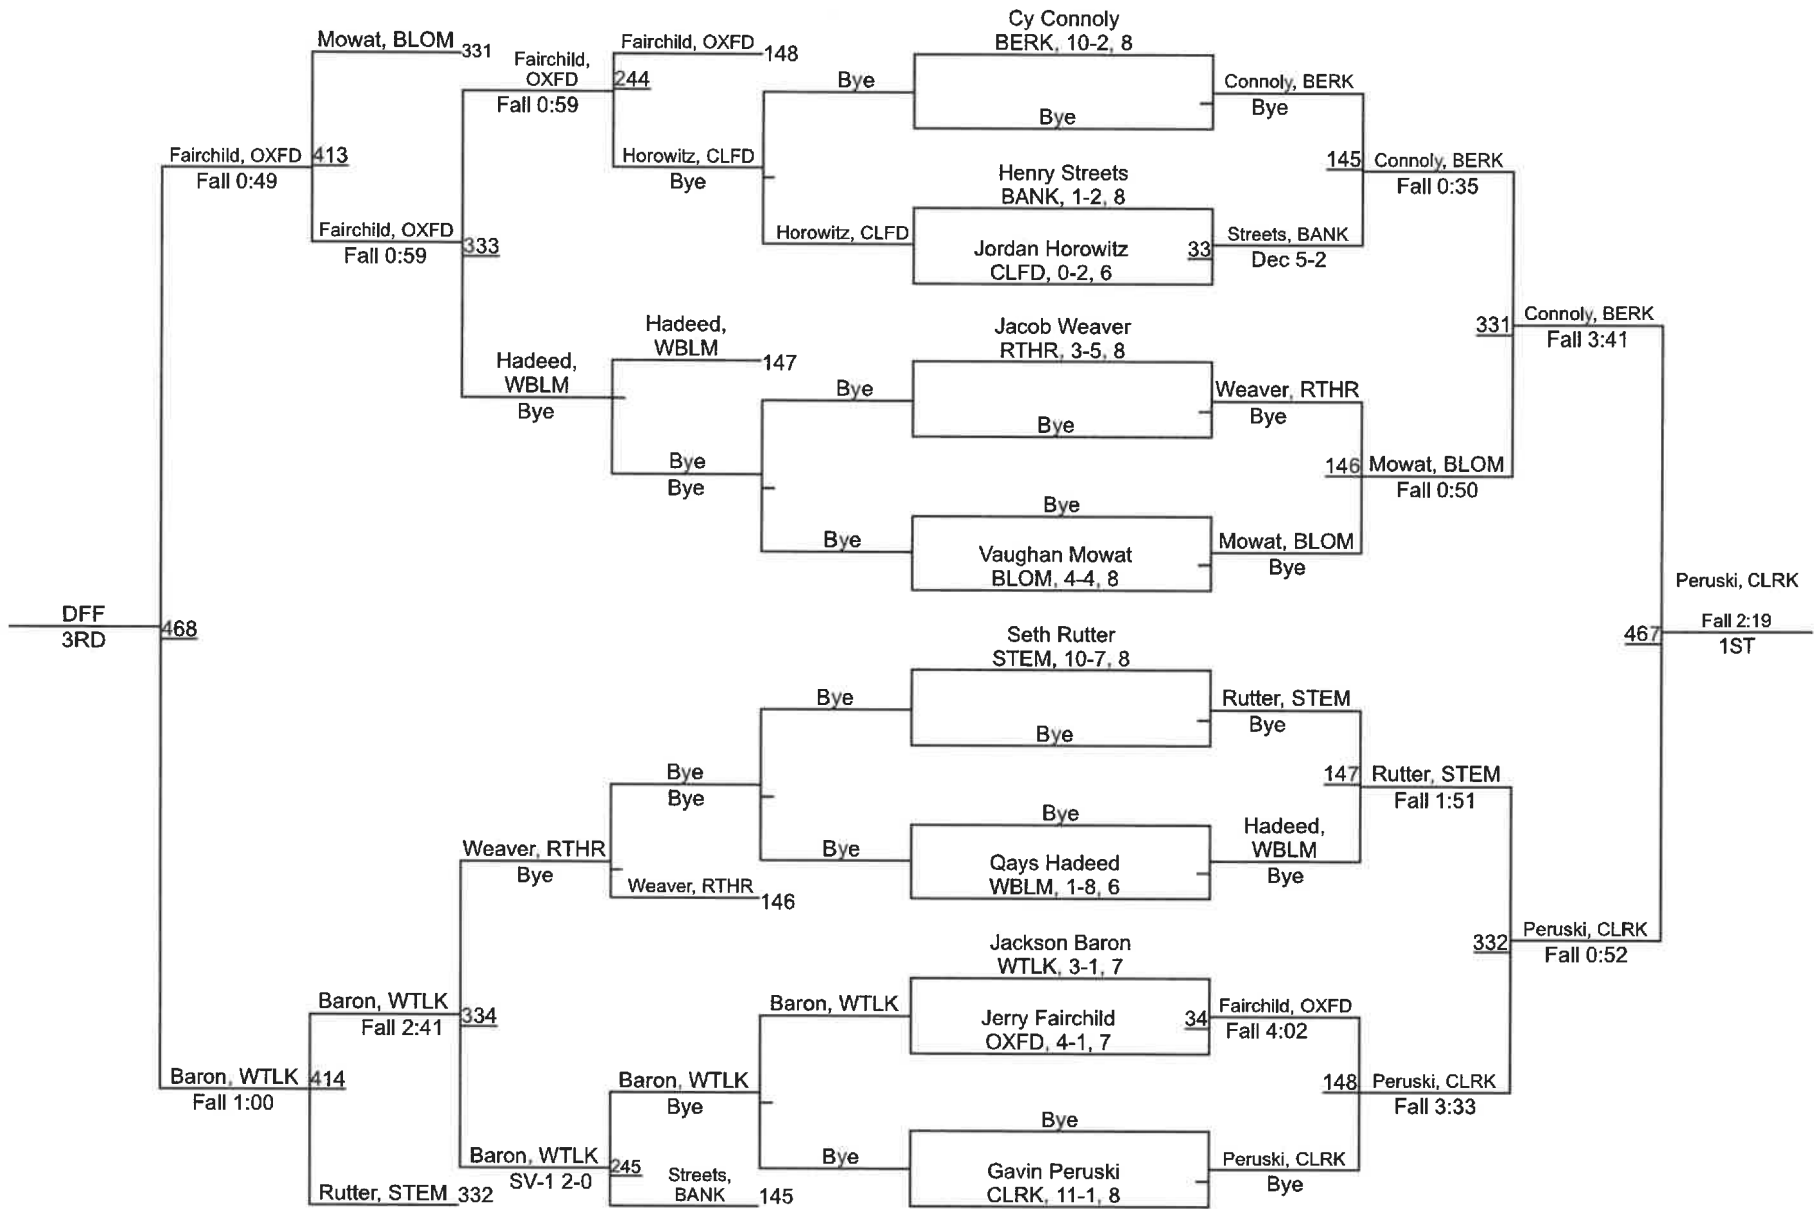 Cy Connoly
BERK, 10-2, 8
Mowat, BLOM
331
Fairchild, OXFD
148
Fairchild,
OXFD
244
Fall 0:59
Bye
Connoly, BERK
Bye
Bye
Fairchild, OXFD
413
Fall 0:49
Horowitz, CLFD
Bye
145
Connoly, BERK
Fall 0:35
Henry Streets
BANK, 1-2, 8
Fairchild, OXFD
333
Fall 0:59
Horowitz, CLFD
Jordan Horowitz
CLFD, 0-2, 6
33
Streets, BANK
Dec 5-2
Hadeed,
WBLM
147
Jacob Weaver
RTHR, 3-5, 8
331
Connoly, BERK
Fall 3:41
Hadeed,
WBLM
Bye
Bye
Weaver, RTHR
Bye
Bye
Bye
Bye
146
Mowat, BLOM
Fall 0:50
Bye
Bye
Vaughan Mowat
BLOM, 4-4, 8
Mowat, BLOM
Bye
Peruski, CLRK
DFF
3RD
468
467
Fall 2:19
1ST
Seth Rutter
STEM, 10-7, 8
Bye
Rutter, STEM
Bye
Bye
Bye
Bye
147
Rutter, STEM
Fall 1:51
Bye
Weaver, RTHR
Bye
Bye
Qays Hadeed
WBLM, 1-8, 6
Hadeed,
WBLM
Bye
Weaver, RTHR
146
Jackson Baron
WTLK, 3-1, 7
332
Peruski, CLRK
Fall 0:52
Baron, WTLK
334
Fall 2:41
Baron, WTLK
Jerry Fairchild
OXFD, 4-1, 7
34
Fairchild, OXFD
Fall 4:02
Baron, WTLK
414
Fall 1:00
Baron, WTLK
Bye
148
Peruski, CLRK
Fall 3:33
Bye
Baron, WTLK
245
SV-1 2-0
Bye
Gavin Peruski
CLRK, 11-1, 8
Peruski, CLRK
Bye
Rutter, STEM
332
Streets,
BANK
145